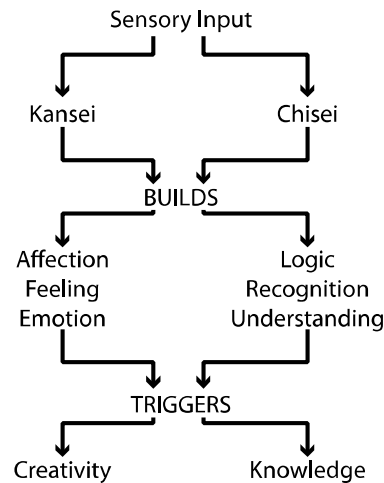 Sensory Input
Kansei Chisei
BUILDS
Affection Logic
Feeling Recognition
Emotion Understanding
TRIGGERS
Creativity Knowledge